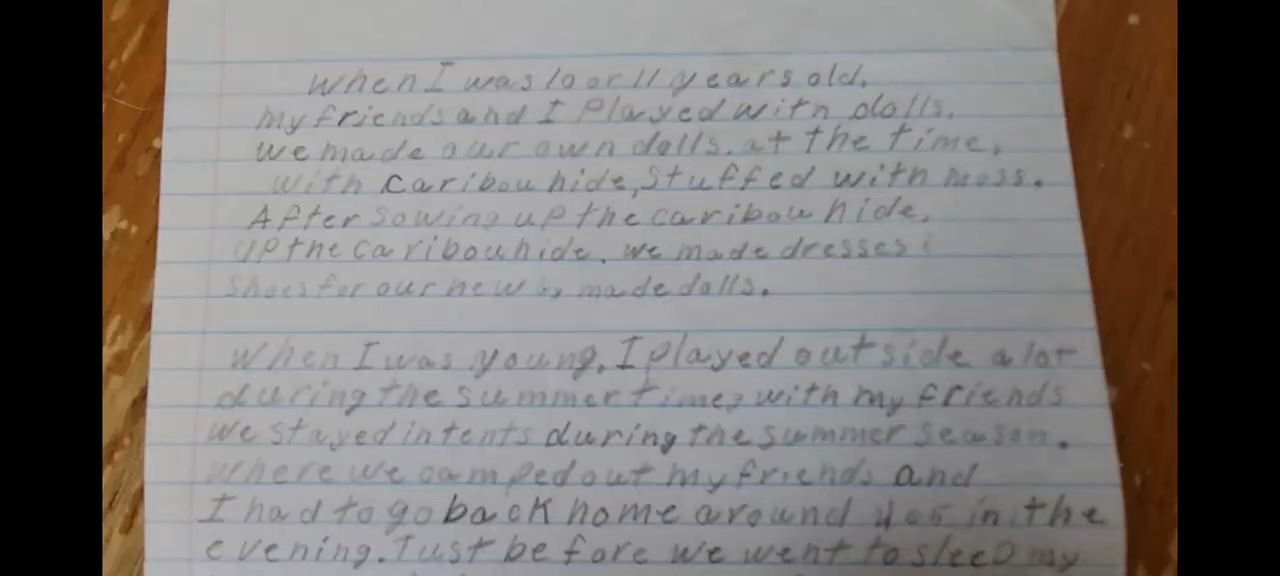 When I was 10 or 11 years old.
my friends and I Played with dolls.
we made our own dolls. at the time,
with caribou hide, stuffed with moss.
After sowing up the caribou hide,
up the caribou hide. we made dresses
shoes for our new made dolls.
When I was young, I played outside a lot
during the summer time, with my friends
we stayed in tents during the summer season.
where we camped out my friends and
I had to go back home around in the
evening. Just before we went to sleep my